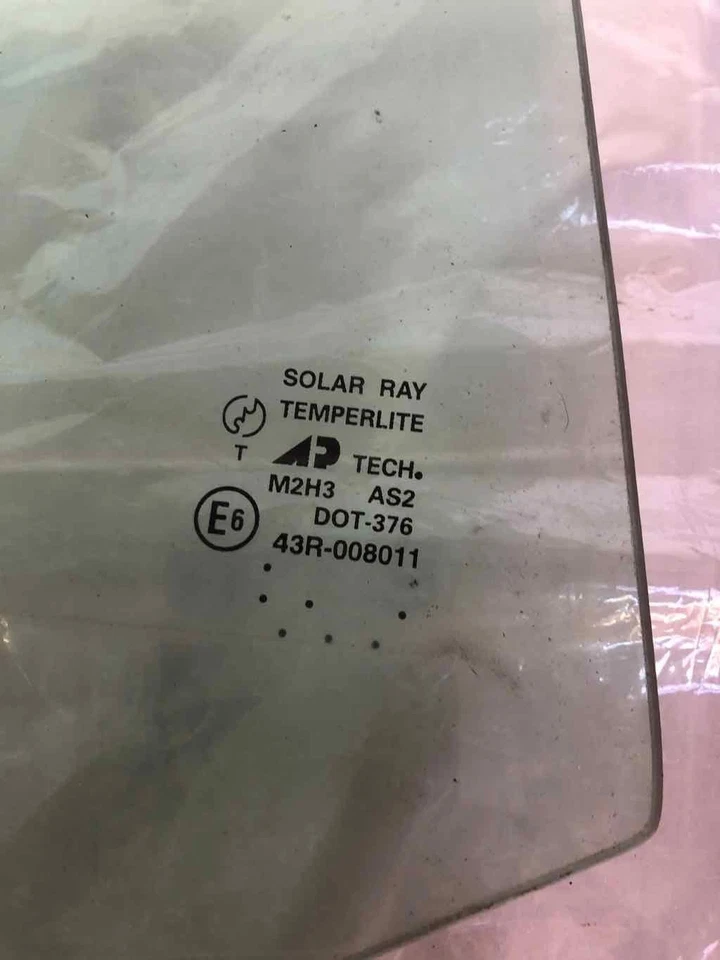 SOLAR RAY
TEMPERLITE
T AP TECH.
M2H3 AS2
E6 DOT-376
43R-008011